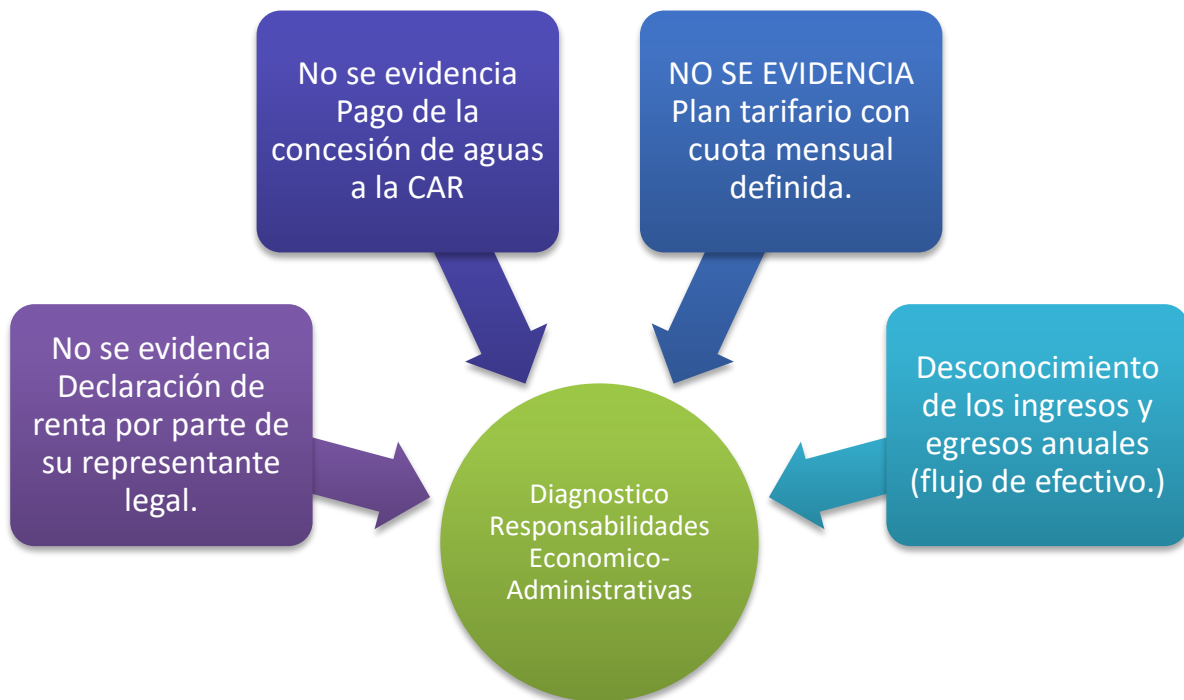 No se evidencia
Pago de la
concesión de aguas
a la CAR
NO SE EVIDENCIA
Plan tarifario con
cuota mensual
definida.
No se evidencia
Declaración de
renta por parte de
su representante
legal.
Desconocimiento
de los ingresos y
egresos anuales
(flujo de efectivo.)
Diagnostico
Responsabilidades
Economico-
Administrativas